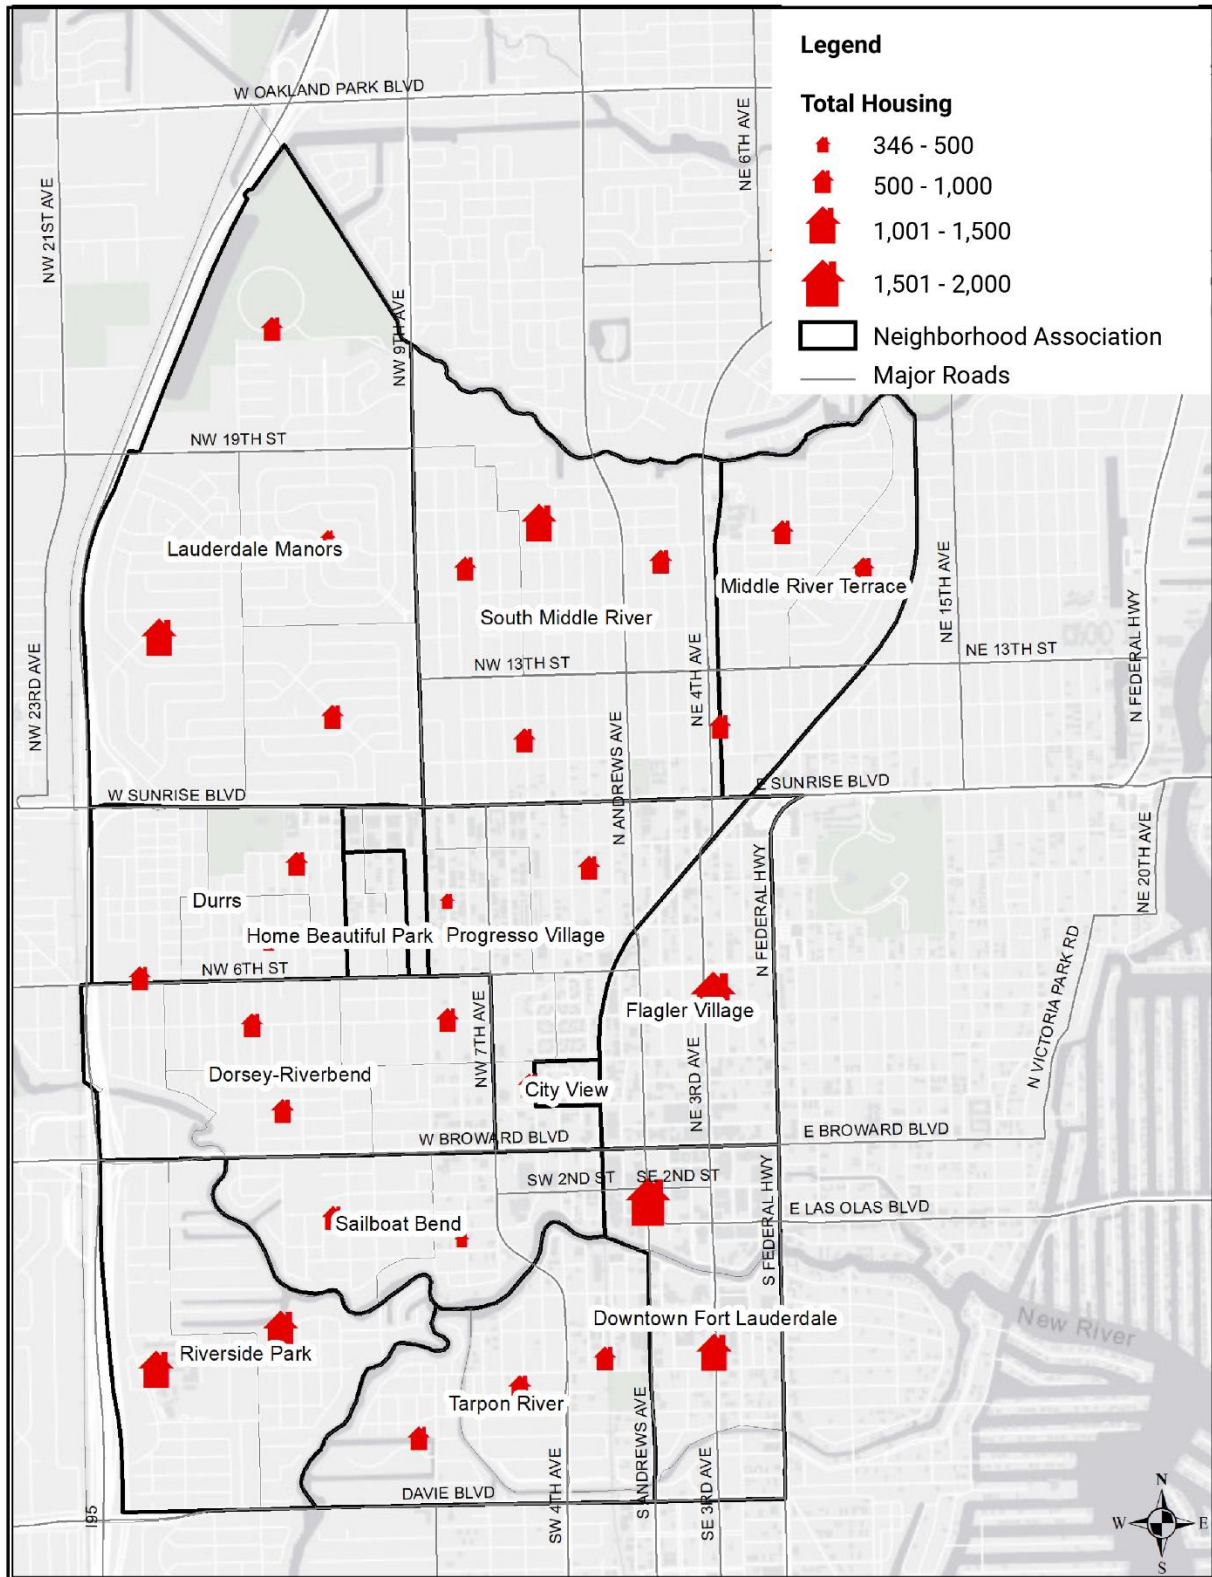 Legend
Total Housing
346 - 500
500 - 1,000
1,001 - 1,500
1,501 - 2,000
Neighborhood Association
Major Roads
W OAKLAND PARK BLVD
NE 6TH AVE
NW 21ST AVE
NW 9TH AVE
NW 19TH ST
Lauderdale Manors
South Middle River
Middle River Terrace
NE 15TH AVE
N FEDERAL HWY
NW 23RD AVE
NW 13TH ST
NE 4TH AVE
NE 13TH ST
N ANDREWS AVE
W SUNRISE BLVD
E SUNRISE BLVD
NE 20TH AVE
Durrs
Home Beautiful Park
Progresso Village
N FEDERAL HWY
NW 6TH ST
Flagler Village
N VICTORIA PARK RD
NW 7TH AVE
Dorsey-Riverbend
City View
NE 3RD AVE
W BROWARD BLVD
E BROWARD BLVD
SW 2ND ST
SE 2ND ST
E LAS OLAS BLVD
Sailboat Bend
S FEDERAL HWY
Downtown Fort Lauderdale
New River
Riverside Park
Tarpon River
S ANDREWS AVE
DAVIE BLVD
SW 4TH AVE
SE 3RD AVE
I95
N
W
E
S